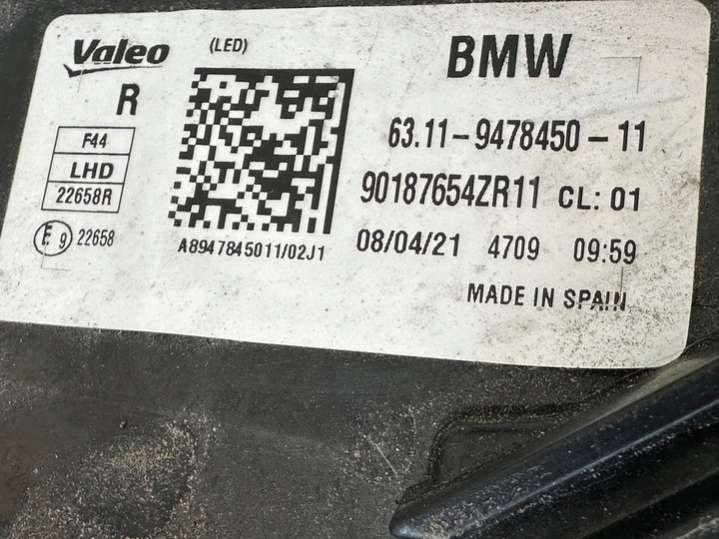 Valeo (LED) BMW
R
F44
LHD
22658R
E 9 22658
A8947845011/02J1
63.11-9478450-11
90187654ZR11 CL: 01
08/04/21 4709 09:59
MADE IN SPAIN